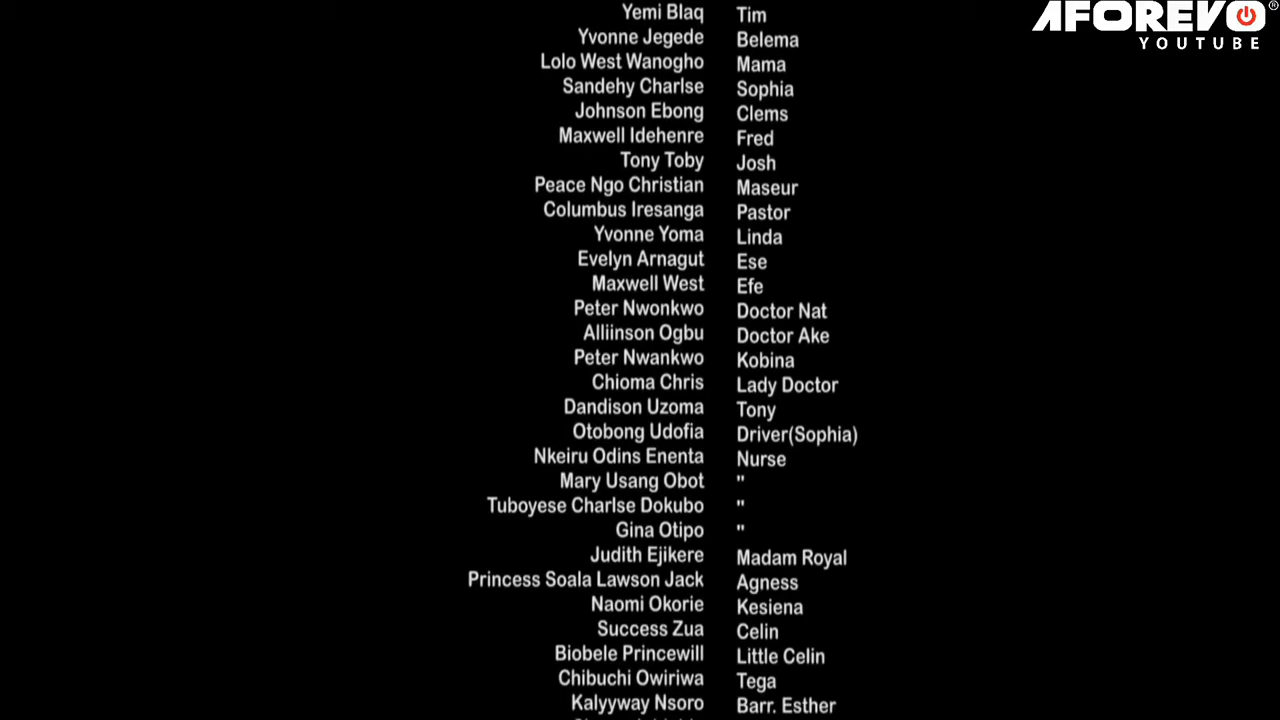 AFOREVO®
YOUTUBE
Yemi Blaq Tim
Yvonne Jegede Belema
Lolo West Wanogho Mama
Sandehy Charlse Sophia
Johnson Ebong Clems
Maxwell Idehenre Fred
Tony Toby Josh
Peace Ngo Christian Maseur
Columbus Iresanga Pastor
Yvonne Yoma Linda
Evelyn Arnagut Ese
Maxwell West Efe
Peter Nwonkwo Doctor Nat
Alliinson Ogbu Doctor Ake
Peter Nwankwo Kobina
Chioma Chris Lady Doctor
Dandison Uzoma Tony
Otobong Udofia Driver(Sophia)
Nkeiru Odins Enenta Nurse
Mary Usang Obot "
Tuboyese Charlse Dokubo "
Gina Otipo "
Judith Ejikere Madam Royal
Princess Soala Lawson Jack Agness
Naomi Okorie Kesiena
Success Zua Celin
Biobele Princewill Little Celin
Chibuchi Owiriwa Tega
Kalyyway Nsoro Barr. Esther